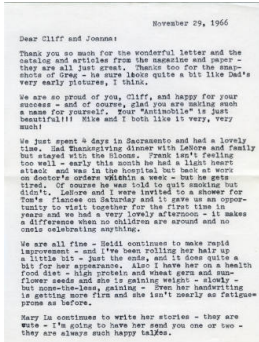 November 29, 1966
Dear Cliff and Joanna:
Thank you so much for the wonderful letter and the
catalog and articles from the magazine and paper -
they are all just great. Thanks too for the snap-
shots of Greg - he sure looks quite a bit like Dad's
very early pictures, I think.
We are so proud of you, Cliff, and happy for your
success - and of course, glad you are making such
a name for yourself. Your "Antimobile" is just
beautiful!! Mike and I both like it very, very
much!
We just spent 4 days in Sacramento and had a lovely
time. Had Thanksgiving dinner with LeNore and family
but stayed with the Blooms. Frank isn't feeling
too well - early this month he had a light heart
attack and was in the hospital but back at work
on doctor's orders within a week - but he gets
tired. Of course he was told to quit smoking but
didn't. LeNore and I were invited to a shower for
Tom's fiancee on Saturday and it gave us an oppor-
tunity to visit together for the first time in
years and we had a very lovely afternoon - it makes
a difference when no children are around and no
oneis celebrating anything.
We are all fine - Heidi continues to make rapid
improvement - and I've been rolling her hair up
a little bit - just the ends, and it does quite a
bit for her appearance. Also I have her on a health
food diet - high protein and wheat germ and sun-
flower seeds and she is gaining weight - slowly -
but none-the-less, gaining - Even her handwriting
is getting more firm and she isn't nearly as fatigue=
prone as before.
Mary Lu continues to write her stories - they are
cute - I'm going to have her send you one or two -
they are always such happy tales.